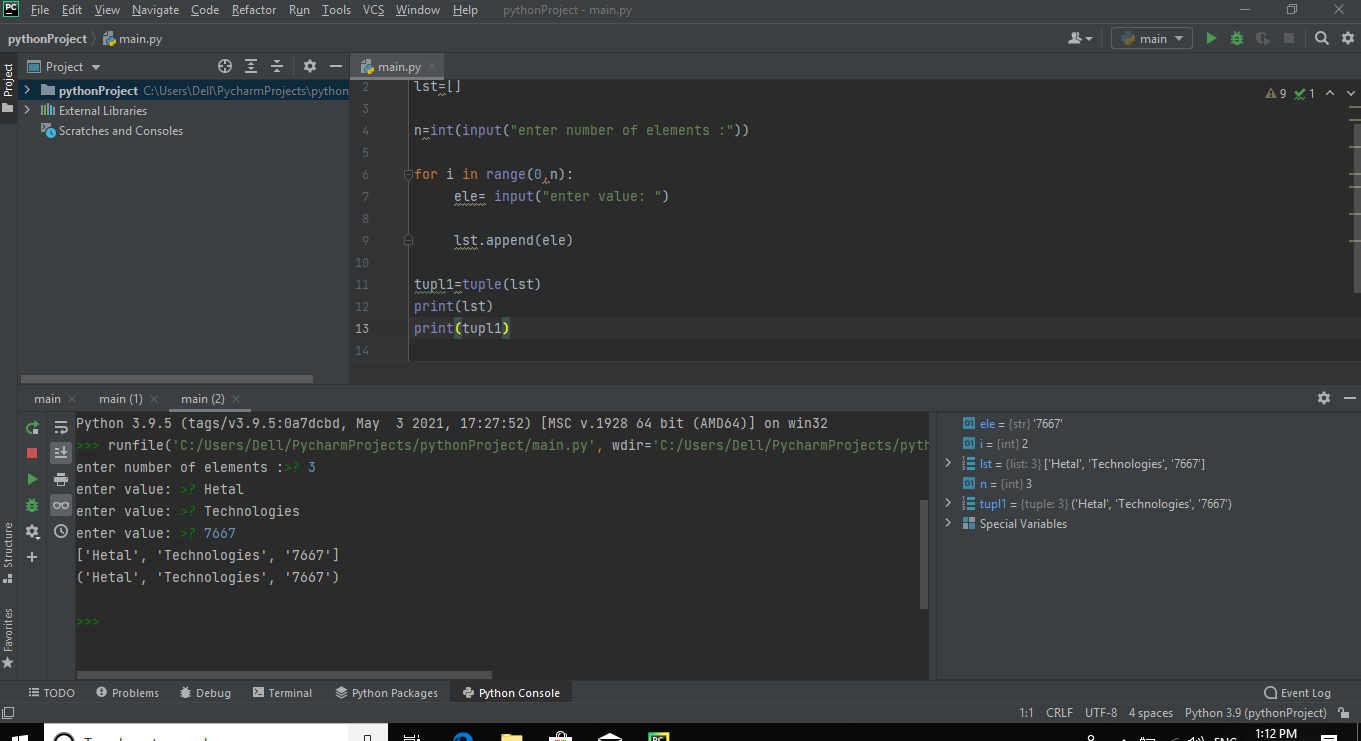 PC File Edit View Navigate Code Refactor Run Tools VCS Window Help pythonProject - main.py
pythonProject main.py main
Project main.py
pythonProject C:\Users\Dell\PycharmProjects\python
External Libraries
Scratches and Consoles
Project
2 lst=[]
9 1
3
4 n=int(input("enter number of elements :"))
5
6 for i in range(0,n):
7 ele= input("enter value: ")
8
9 lst.append(ele)
10
11 tupl1=tuple(lst)
12 print(lst)
13 print(tupl1)
14
main main (1) main (2)
Python 3.9.5 (tags/v3.9.5:0a7dcbd, May  3 2021, 17:27:52) [MSC v.1928 64 bit (AMD64)] on win32
>>> runfile('C:/Users/Dell/PycharmProjects/pythonProject/main.py', wdir='C:/Users/Dell/PycharmProjects/pyth
enter number of elements :>? 3
enter value: >? Hetal
enter value: >? Technologies
enter value: >? 7667
['Hetal', 'Technologies', '7667']
('Hetal', 'Technologies', '7667')
>>>
ele = {str} '7667'
i = {int} 2
lst = {list: 3} ['Hetal', 'Technologies', '7667']
n = {int} 3
tupl1 = {tuple: 3} ('Hetal', 'Technologies', '7667')
Special Variables
Structure
Favorites
TODO Problems Debug Terminal Python Packages Python Console Event Log
1:1 CRLF UTF-8 4 spaces Python 3.9 (pythonProject)
PC
1:12 PM